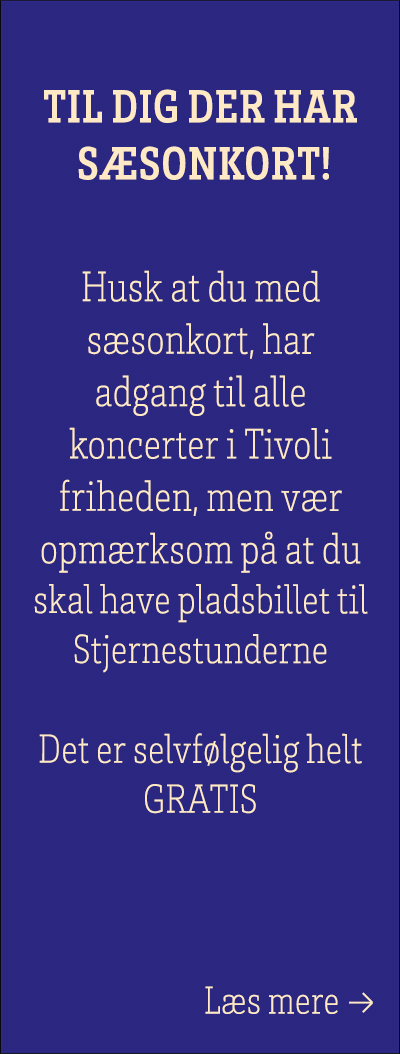 TIL DIG DER HAR
SÆSONKORT!
Husk at du med
sæsonkort, har
adgang til alle
koncerter i Tivoli
friheden, men vær
opmærksom på at du
skal have pladsbillet til
Stjernestunderne
Det er selvfølgelig helt
GRATIS
Læs mere →